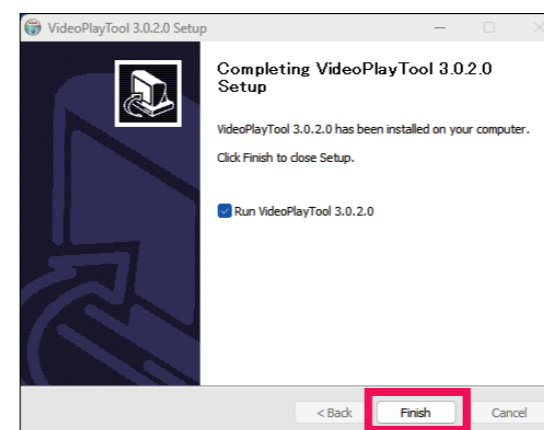 VideoPlayTool 3.0.2.0 Setup
Completing VideoPlayTool 3.0.2.0
Setup
VideoPlayTool 3.0.2.0 has been installed on your computer.
Click Finish to close Setup.
Run VideoPlayTool 3.0.2.0
< Back Finish Cancel